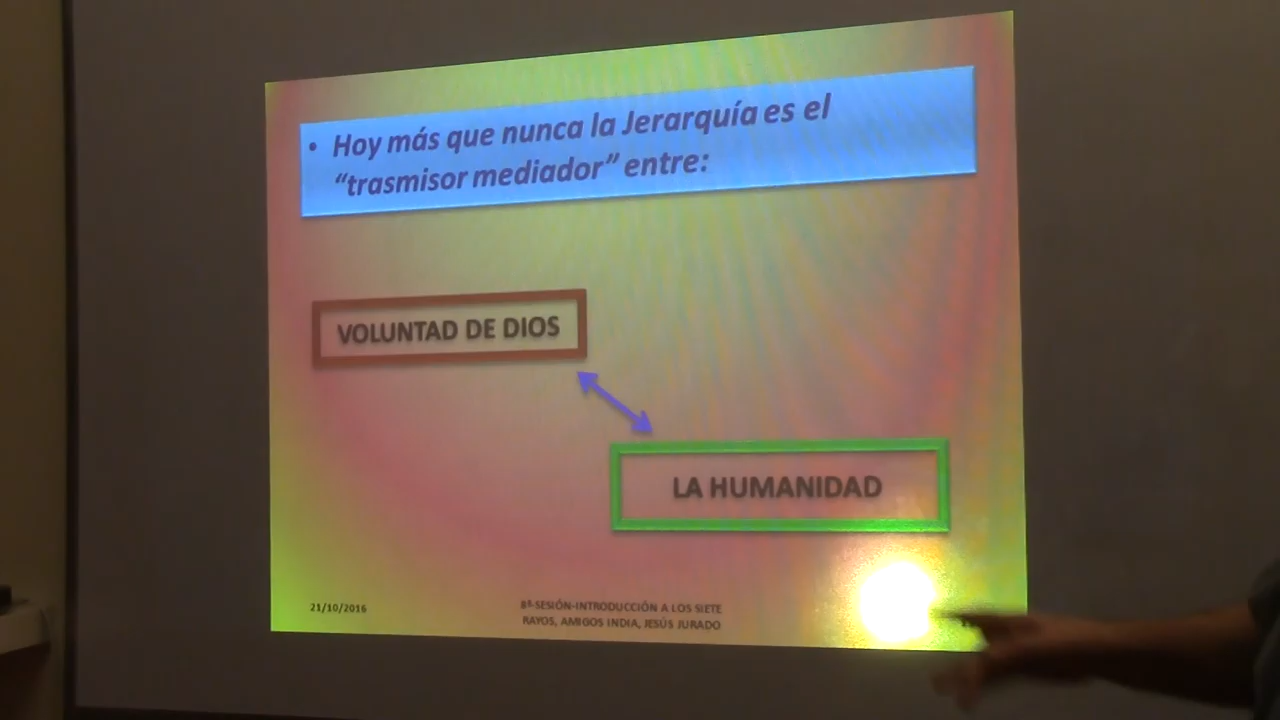 • Hoy más que nunca la Jerarquía es el
“trasmisor mediador” entre:
VOLUNTAD DE DIOS
LA HUMANIDAD
21/10/2016
8ª-SESIÓN-INTRODUCCIÓN A LOS SIETE
RAYOS, AMIGOS INDIA, JESÚS JURADO